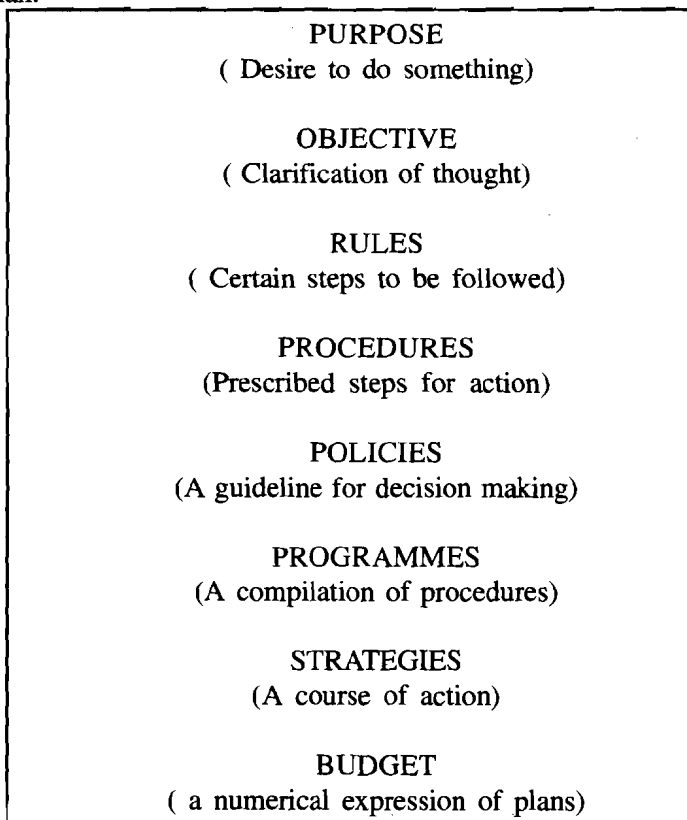 PURPOSE
( Desire to do something)
OBJECTIVE
( Clarification of thought)
RULES
( Certain steps to be followed)
PROCEDURES
(Prescribed steps for action)
POLICIES
(A guideline for decision making)
PROGRAMMES
(A compilation of procedures)
STRATEGIES
(A course of action)
BUDGET
( a numerical expression of plans)